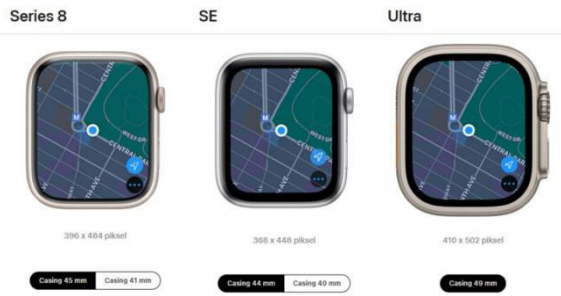 Series 8
SE
Ultra
396 x 484 piksel
368 x 448 piksel
410 x 502 piksel
Casing 45 mm
Casing 41 mm
Casing 44 mm
Casing 40 mm
Casing 49 mm